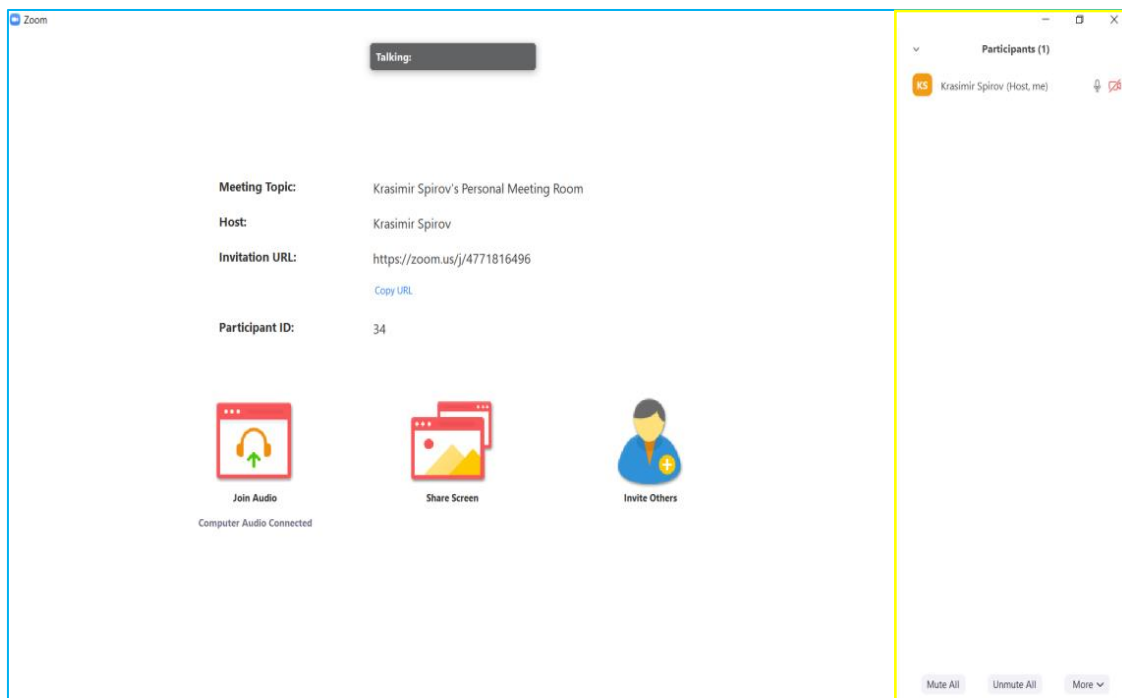 Zoom
Talking:
Participants (1)
KS Krasimir Spirov (Host, me)
Meeting Topic: Krasimir Spirov's Personal Meeting Room
Host: Krasimir Spirov
Invitation URL: https://zoom.us/j/4771816496
Copy URL
Participant ID: 34
Join Audio Share Screen Invite Others
Computer Audio Connected
Mute All Unmute All More